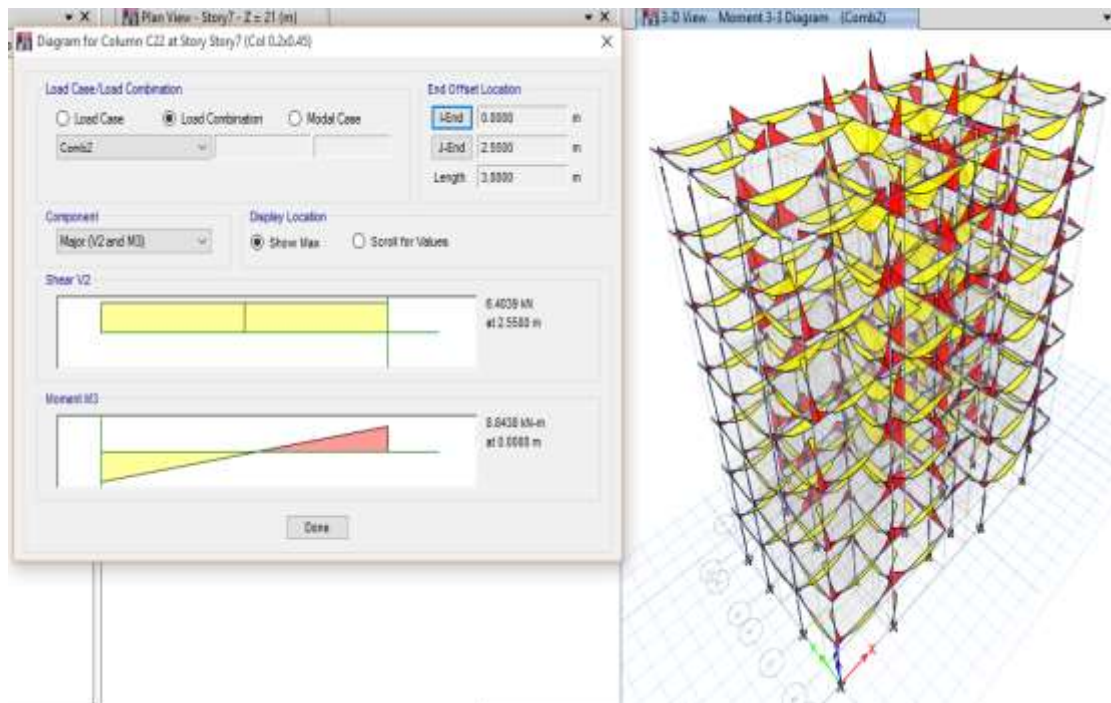 Plan View - Story7 - Z = 21 (m)
3-D View Moment 3-3 Diagram (Comb2)
Diagram for Column C22 at Story Story7 (Col 0.2x0.45)
Load Case/Load Combination
Load Case
Load Combination
Modal Case
Comb2
End Offset Location
I-End 0.0000 m
J-End 2.5500 m
Length 3.0000 m
Component
Major (V2 and M3)
Display Location
Show Max
Scroll for Values
Shear V2
6.4039 kN
at 2.5500 m
Moment M3
8.8438 kN-m
at 0.0000 m
Done
X